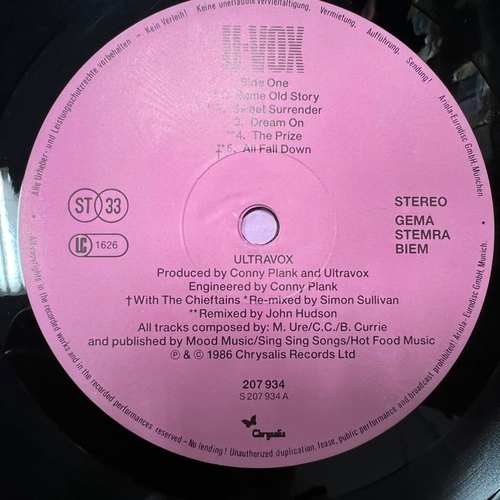 Alle Urheber- und Leistungsschutzrechte vorbehalten - Kein Verleih! Keine unerlaubte Vervielfältigung, Vermietung, Aufführung, Sendung!
Ariola-Eurodisc GmbH, München.
U-VOX
Side One
Same Old Story
Sweet Surrender
3. Dream On
**4. The Prize
†*5. All Fall Down
ST 33
LC 1626
STEREO
GEMA
STEMRA
BIEM
ULTRAVOX
Produced by Conny Plank and Ultravox
Engineered by Conny Plank
†With The Chieftains *Re-mixed by Simon Sullivan
**Remixed by John Hudson
All tracks composed by: M. Ure/C.C./B. Currie
and published by Mood Music/Sing Sing Songs/Hot Food Music
Ⓟ & © 1986 Chrysalis Records Ltd
207 934
S 207 934 A
Chrysalis
in the recorded works and in the recorded performances reserved - No lending! Unauthorized duplication, lease, public performance and broadcast prohibited! Ariola-Eurodisc GmbH, Munich.